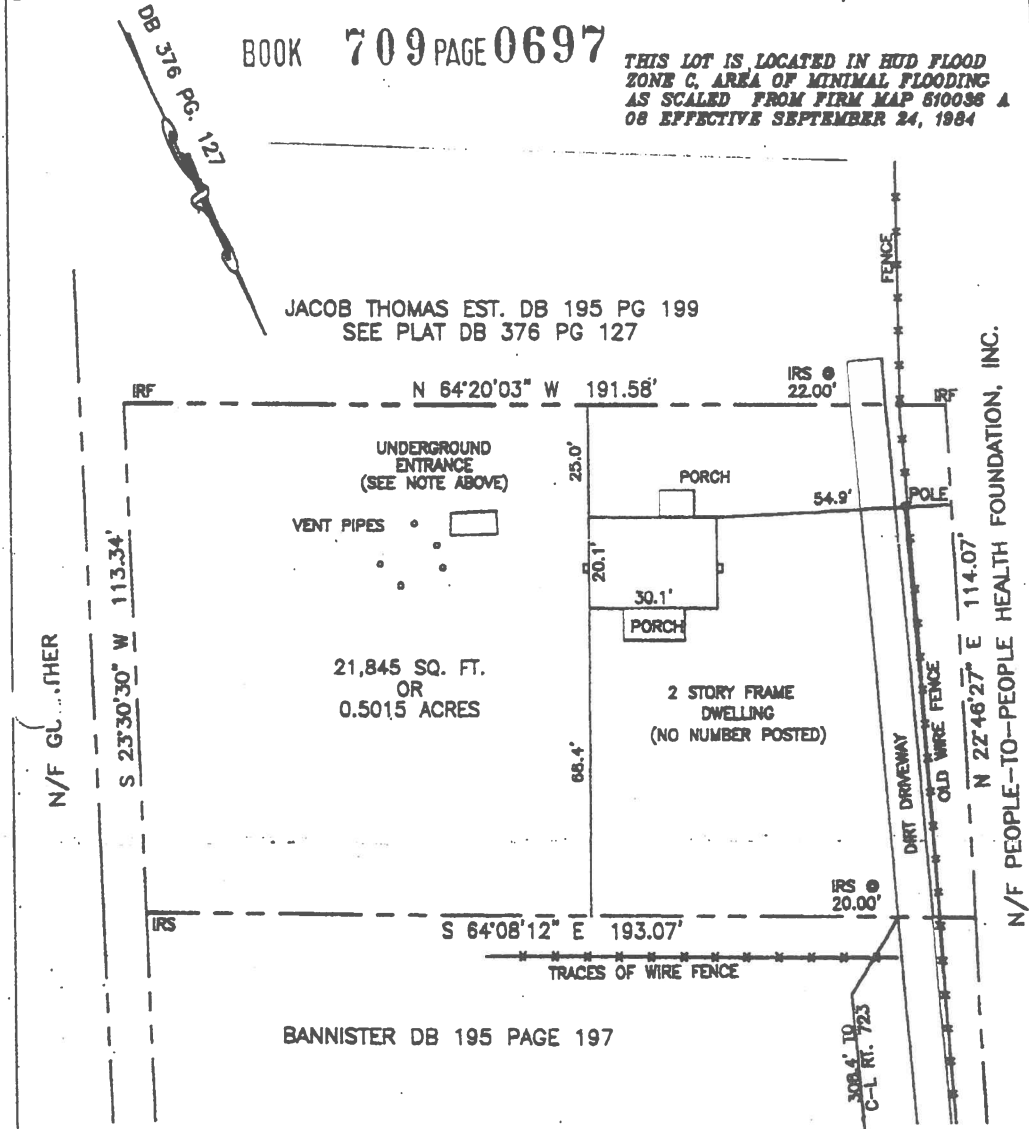 DB 376 PG. 127
BOOK 709 PAGE 0697
THIS LOT IS LOCATED IN HUD FLOOD
ZONE C, AREA OF MINIMAL FLOODING
AS SCALED FROM FIRM MAP 510036 A
08 EFFECTIVE SEPTEMBER 24, 1984
FENCE
JACOB THOMAS EST. DB 195 PG 199
SEE PLAT DB 376 PG 127
IRF
N 64°20'03" W 191.58'
IRS @
22.00'
IRF
UNDERGROUND
ENTRANCE
(SEE NOTE ABOVE)
25.0'
PORCH
54.9'
POLE
VENT PIPES
20.1'
30.1'
PORCH
S 23°30'30" W 113.34'
N/F
21,845 SQ. FT.
OR
0.5015 ACRES
2 STORY FRAME
DWELLING
(NO NUMBER POSTED)
68.4'
DIRT DRIVEWAY
OLD WIRE FENCE
N 22°46'27" E 114.07'
N/F PEOPLE-TO-PEOPLE HEALTH FOUNDATION, INC.
IRS
S 64°08'12" E 193.07'
IRS @
20.00'
TRACES OF WIRE FENCE
BANNISTER DB 195 PAGE 197
308.4' TO
C-L RT. 723